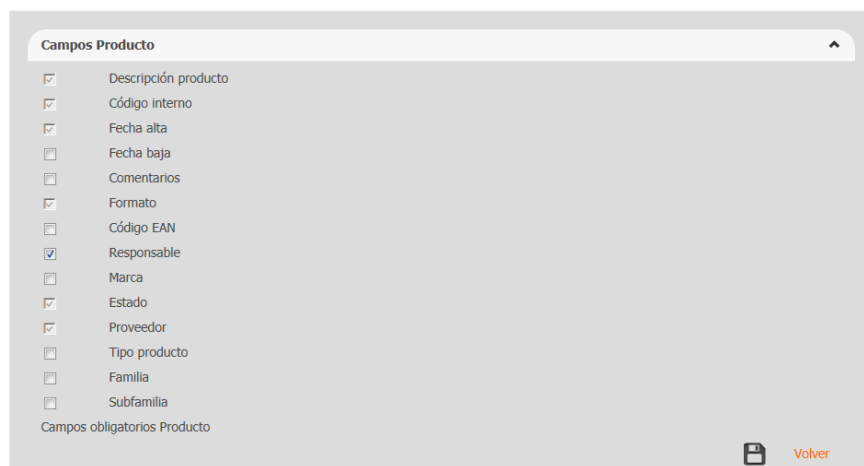 Campos Producto
Descripción producto
Código interno
Fecha alta
Fecha baja
Comentarios
Formato
Código EAN
Responsable
Marca
Estado
Proveedor
Tipo producto
Familia
Subfamilia
Campos obligatorios Producto
Volver